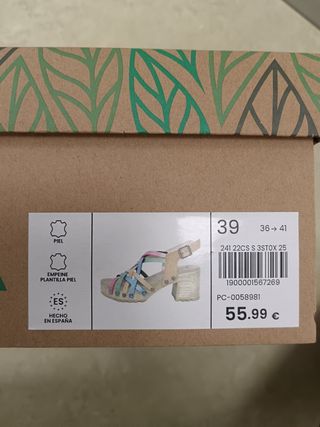 PIEL
EMPEINE
PLANTILLA PIEL
ES
HECHO
EN ESPAÑA
39
36 → 41
241 22CS S 3STOX 25
1900001567269
PC-0058981
55.99 €